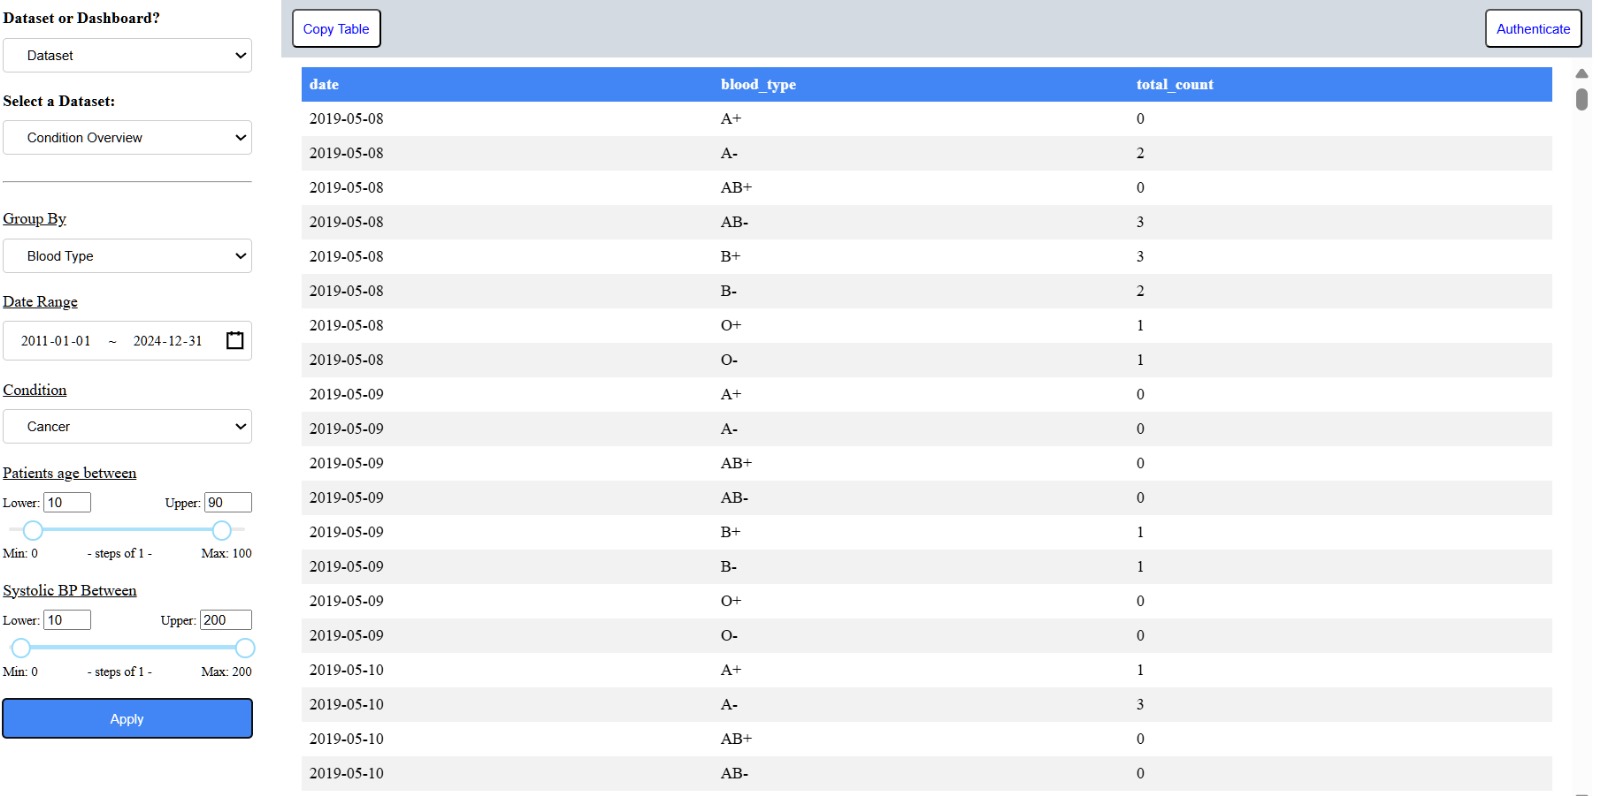 Dataset or Dashboard?
Dataset
Select a Dataset:
Condition Overview
Group By
Blood Type
Date Range
2011-01-01 ~ 2024-12-31
Condition
Cancer
Patients age between
Lower: 10 Upper: 90
Min: 0 - steps of 1 - Max: 100
Systolic BP Between
Lower: 10 Upper: 200
Min: 0 - steps of 1 - Max: 200
Apply
Copy Table Authenticate
date blood_type total_count
2019-05-08 A+ 0
2019-05-08 A- 2
2019-05-08 AB+ 0
2019-05-08 AB- 3
2019-05-08 B+ 3
2019-05-08 B- 2
2019-05-08 O+ 1
2019-05-08 O- 1
2019-05-09 A+ 0
2019-05-09 A- 0
2019-05-09 AB+ 0
2019-05-09 AB- 0
2019-05-09 B+ 1
2019-05-09 B- 1
2019-05-09 O+ 0
2019-05-09 O- 0
2019-05-10 A+ 1
2019-05-10 A- 3
2019-05-10 AB+ 0
2019-05-10 AB- 0